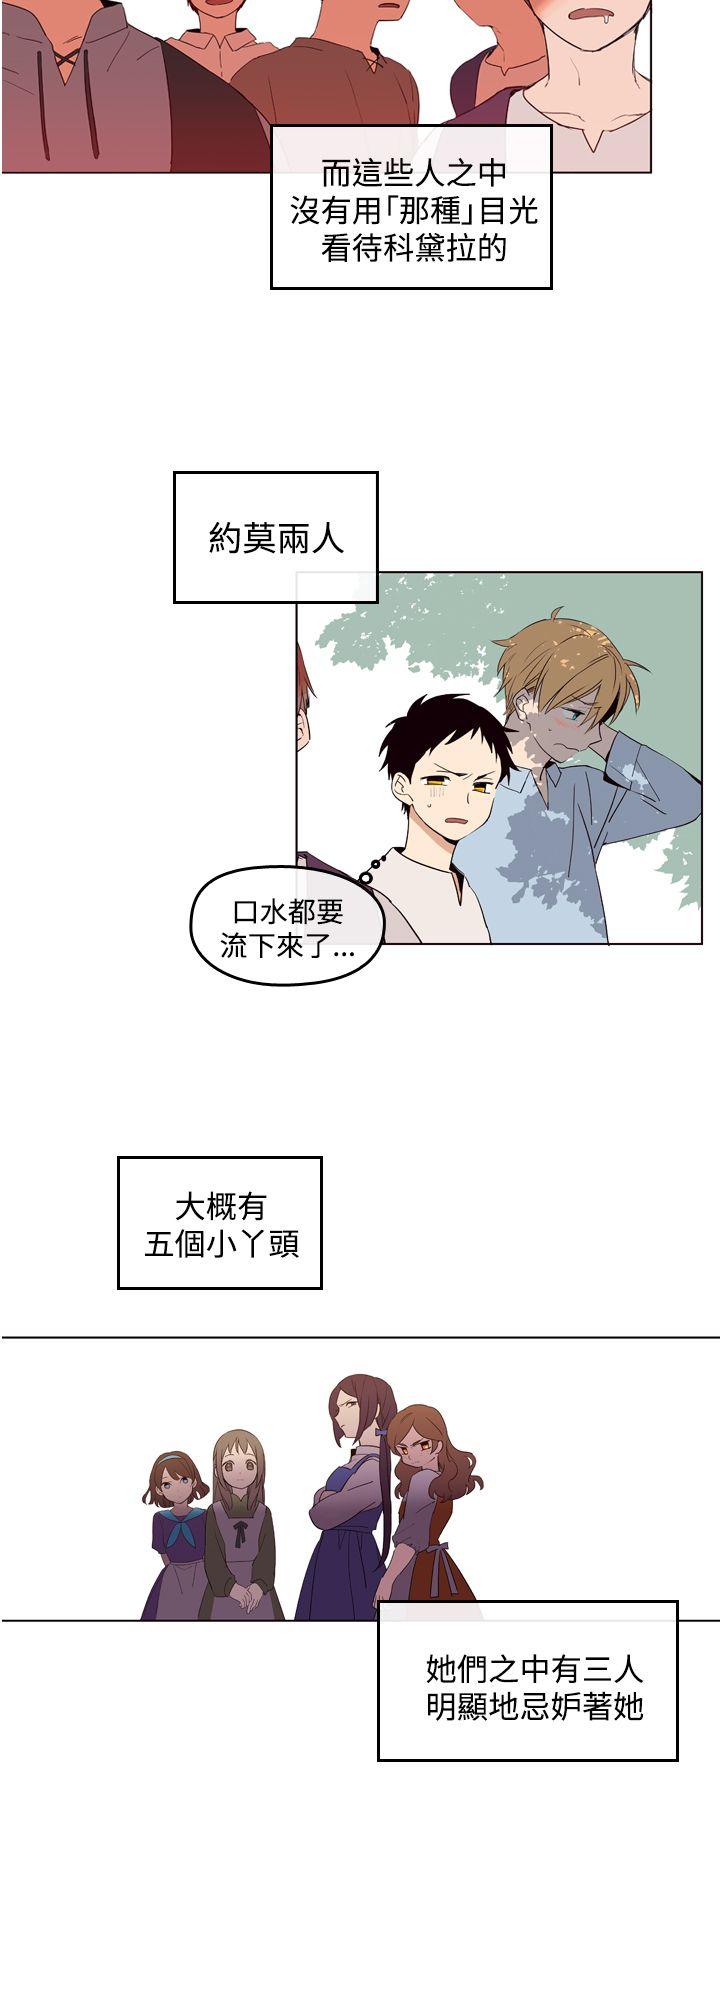 而這些人之中
沒有用「那種」目光
看待科黛拉的
約莫兩人
口水都要
流下來了…
大概有
五個小丫頭
她們之中有三人
明顯地忌妒著她